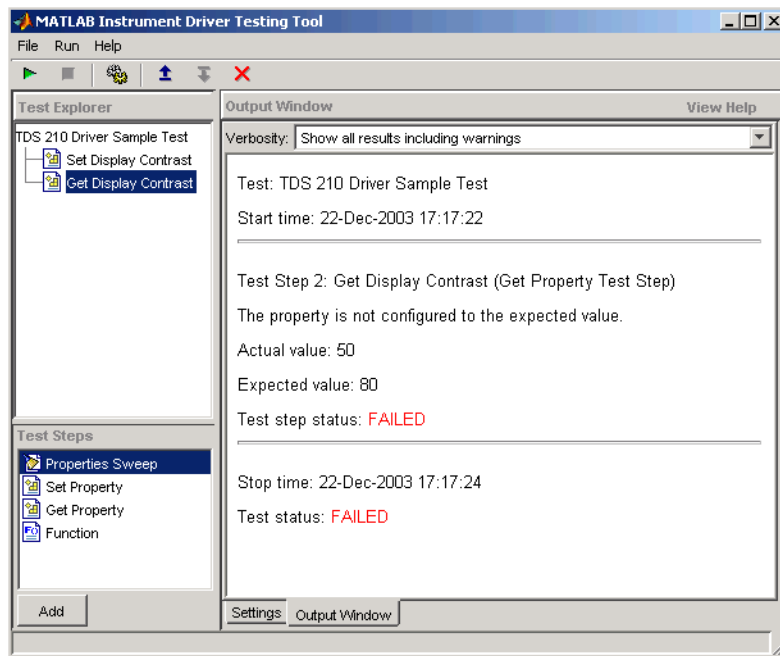 MATLAB Instrument Driver Testing Tool
File Run Help
Test Explorer
TDS 210 Driver Sample Test
Set Display Contrast
Get Display Contrast
Test Steps
Properties Sweep
Set Property
Get Property
Function
Add
Output Window View Help
Verbosity: Show all results including warnings
Test: TDS 210 Driver Sample Test
Start time: 22-Dec-2003 17:17:22
Test Step 2: Get Display Contrast (Get Property Test Step)
The property is not configured to the expected value.
Actual value: 50
Expected value: 80
Test step status: FAILED
Stop time: 22-Dec-2003 17:17:24
Test status: FAILED
Settings Output Window